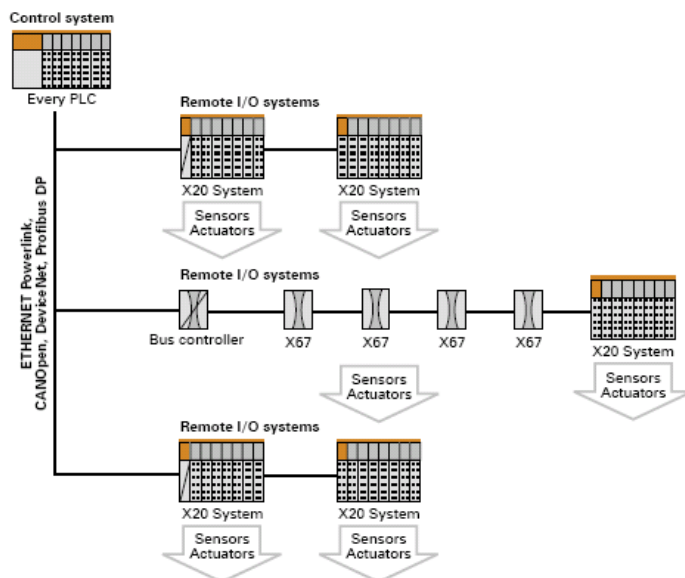 Control system
Every PLC
Remote I/O systems
X20 System
X20 System
Sensors
Actuators
Sensors
Actuators
ETHERNET Powerlink,
CANOpen, DeviceNet, Profibus DP
Remote I/O systems
Bus controller
X67
X67
X67
X67
X20 System
Sensors
Actuators
Sensors
Actuators
Remote I/O systems
X20 System
X20 System
Sensors
Actuators
Sensors
Actuators